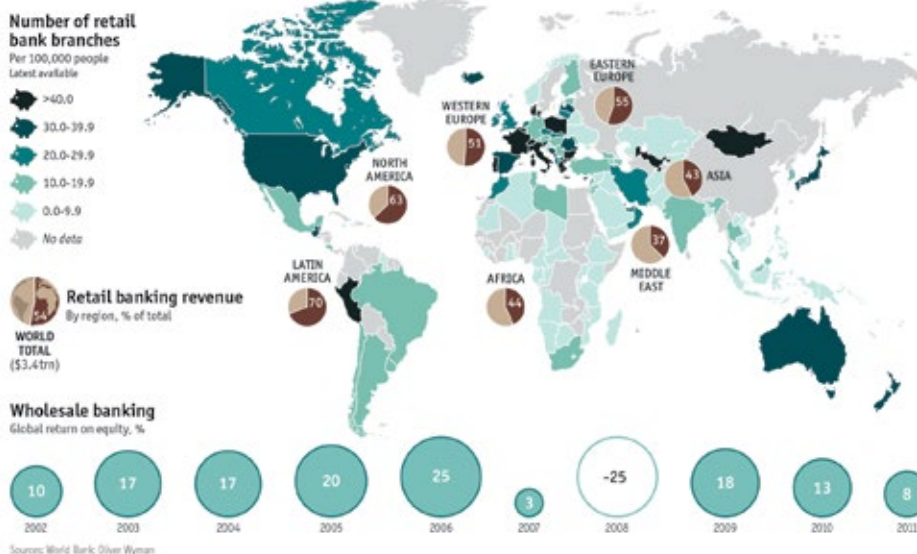 Number of retail
bank branches
Per 100,000 people
Latest available
>40.0
30.0-39.9
20.0-29.9
10.0-19.9
0.0-9.9
No data
EASTERN
EUROPE
55
WESTERN
EUROPE
51
NORTH
AMERICA
63
43 ASIA
37
MIDDLE
EAST
LATIN
AMERICA
70
AFRICA
44
54
Retail banking revenue
By region, % of total
WORLD
TOTAL
($3.4trn)
Wholesale banking
Global return on equity, %
10 17 17 20 25 3 -25 18 13 8
2002 2003 2004 2005 2006 2007 2008 2009 2010 2011
Sources: World Bank; Oliver Wyman